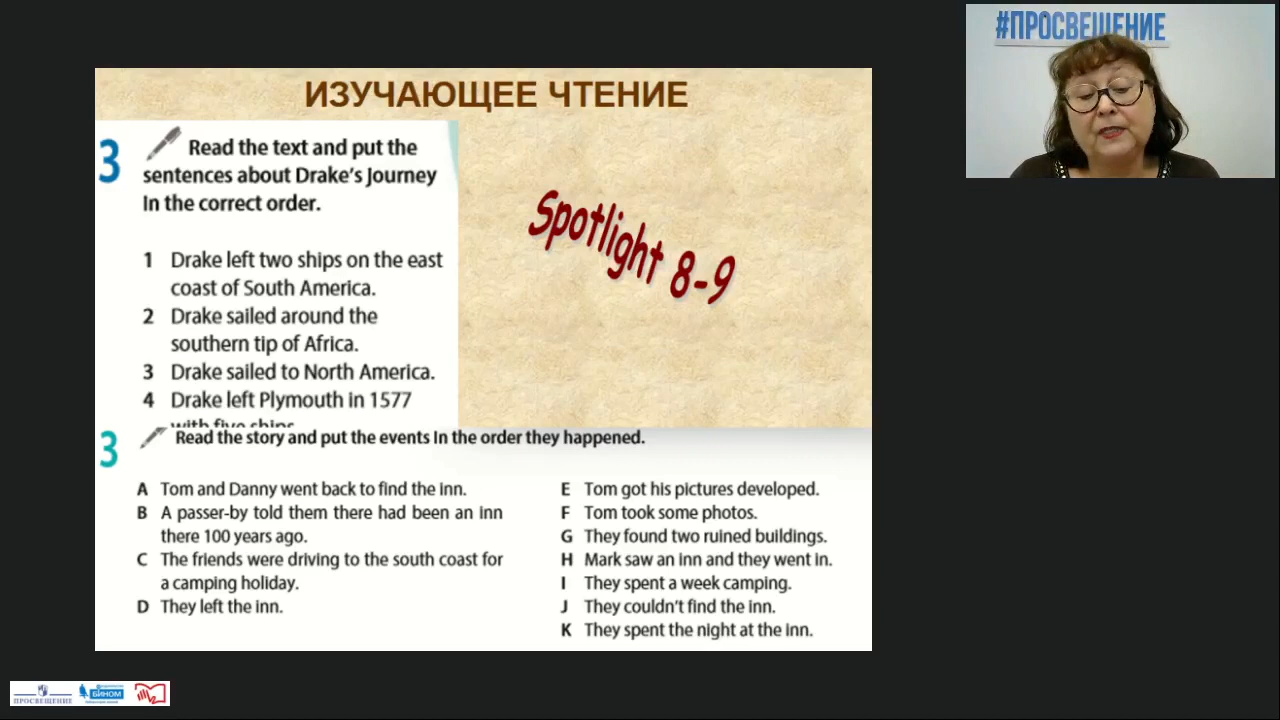 #ПРОСВЕЩЕНИЕ
ИЗУЧАЮЩЕЕ ЧТЕНИЕ
3 Read the text and put the
sentences about Drake's Journey
In the correct order.
1 Drake left two ships on the east
coast of South America.
2 Drake sailed around the
southern tip of Africa.
3 Drake sailed to North America.
4 Drake left Plymouth in 1577
with five ships
Spotlight 8-9
3 Read the story and put the events In the order they happened.
A Tom and Danny went back to find the inn.
B A passer-by told them there had been an inn
there 100 years ago.
C The friends were driving to the south coast for
a camping holiday.
D They left the inn.
E Tom got his pictures developed.
F Tom took some photos.
G They found two ruined buildings.
H Mark saw an inn and they went in.
I They spent a week camping.
J They couldn't find the inn.
K They spent the night at the inn.
ПРОСВЕЩЕНИЕ
БИНОМ